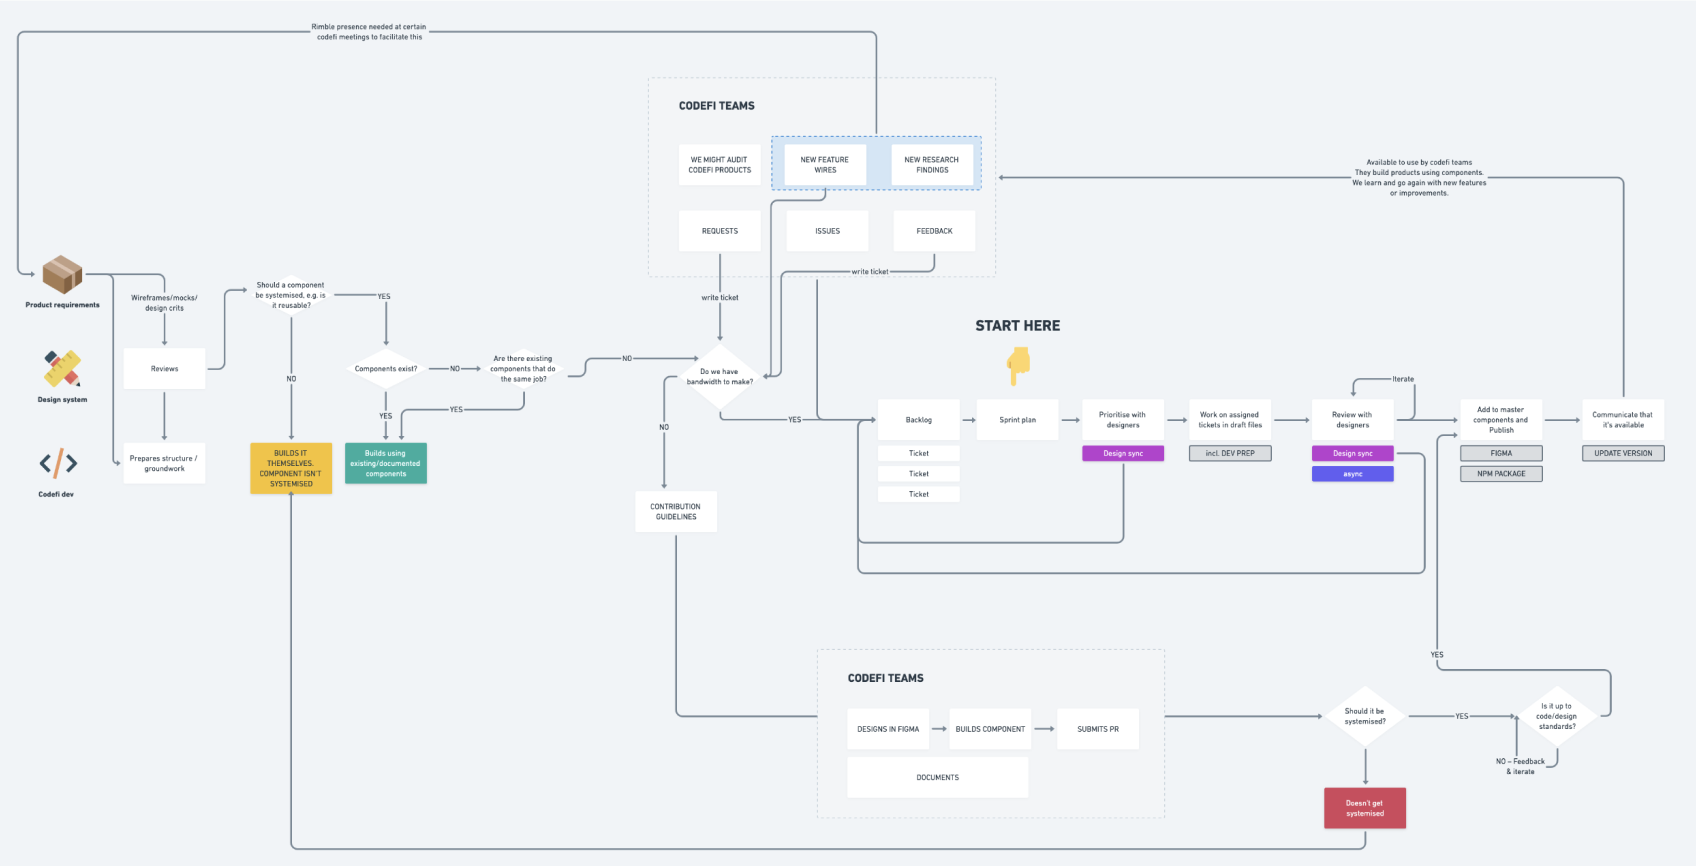 Rimble presence needed at certain
codefi meetings to facilitate this
CODEFI TEAMS
WE MIGHT AUDIT
CODEFI PRODUCTS
NEW FEATURE
WIRES
NEW RESEARCH
FINDINGS
REQUESTS
ISSUES
FEEDBACK
write ticket
write ticket
Available to use by codefi teams
They build products using components.
We learn and go again with new features
or improvements.
Product requirements
Wireframes/mocks/
design crits
Should a component
be systemised, e.g. is
it reusable?
YES
NO
Design system
Reviews
Components exist?
NO
Are there existing
components that do
the same job?
NO
YES
YES
Do we have
bandwidth to make?
YES
NO
START HERE
Codefi dev
Prepares structure /
groundwork
BUILDS IT
THEMSELVES.
COMPONENT ISN'T
SYSTEMISED
Builds using
existing/documented
components
CONTRIBUTION
GUIDELINES
Backlog
Ticket
Ticket
Ticket
Sprint plan
Prioritise with
designers
Design sync
Work on assigned
tickets in draft files
incl. DEV PREP
Iterate
Review with
designers
Design sync
async
Add to master
components and
Publish
FIGMA
NPM PACKAGE
Communicate that
it's available
UPDATE VERSION
CODEFI TEAMS
DESIGNS IN FIGMA
BUILDS COMPONENT
SUBMITS PR
DOCUMENTS
Should it be
systemised?
YES
Is it up to
code/design
standards?
YES
NO – Feedback
& iterate
Doesn't get
systemised